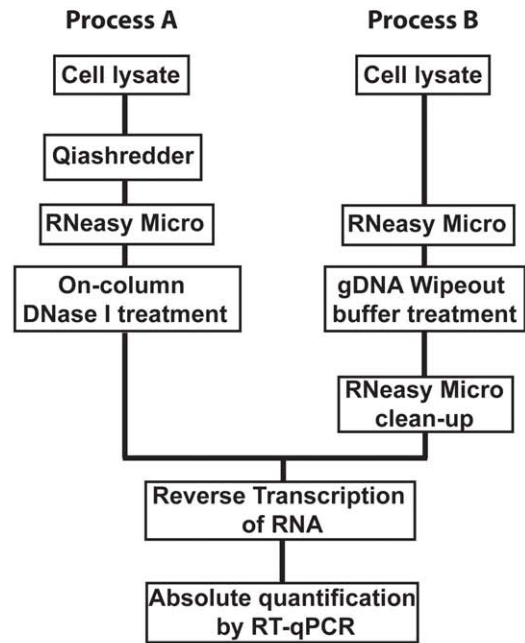 Process A
Process B
Cell lysate
Cell lysate
Qiashredder
RNeasy Micro
RNeasy Micro
On-column
DNase I treatment
gDNA Wipeout
buffer treatment
RNeasy Micro
clean-up
Reverse Transcription
of RNA
Absolute quantification
by RT-qPCR